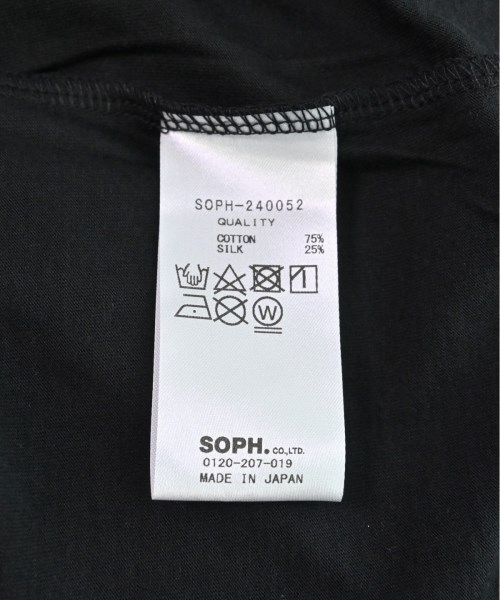 SOPH-240052
QUALITY
COTTON 75%
SILK 25%
W
SOPH. CO.,LTD.
0120-207-019
MADE IN JAPAN